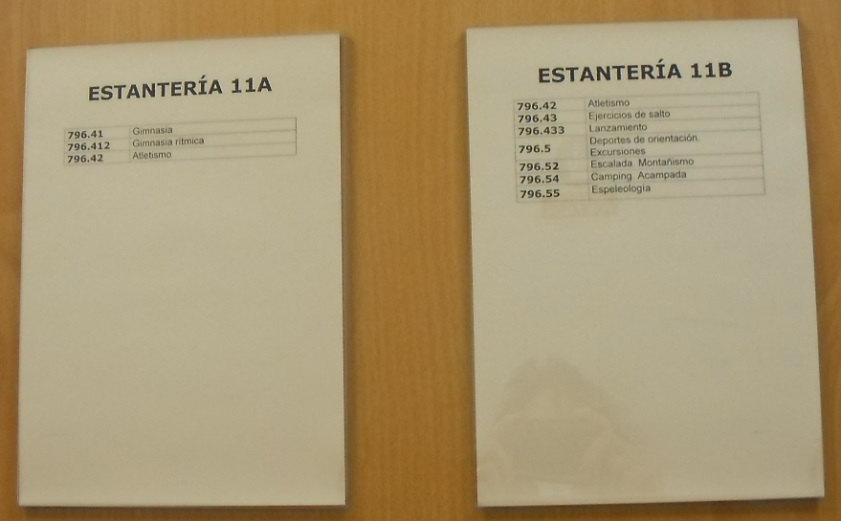 ESTANTERÍA 11A
796.41 Gimnasia
796.412 Gimnasia rítmica
796.42 Atletismo
ESTANTERÍA 11B
796.42 Atletismo
796.43 Ejercicios de salto
796.433 Lanzamiento
796.5 Deportes de orientación.
Excursiones
796.52 Escalada Montañismo
796.54 Camping Acampada
796.55 Espeleología